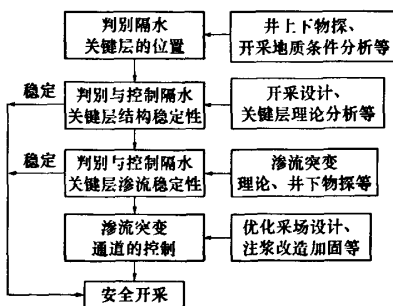 判别隔水
关键层的位置
井上下物探、
开采地质条件分析等
稳定
判别与控制隔水
关键层结构稳定性
开采设计、
关键层理论分析等
稳定
判别与控制隔水
关键层渗流稳定性
渗流突变
理论、井下物探等
渗流突变
通道的控制
优化采场设计、
注浆改造加固等
安全开采